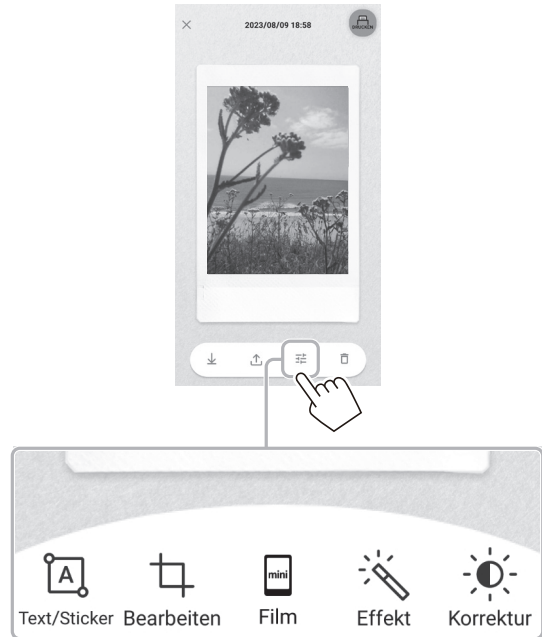 2023/08/09 18:58
DRUCKEN
A
mini
Text/Sticker Bearbeiten Film Effekt Korrektur